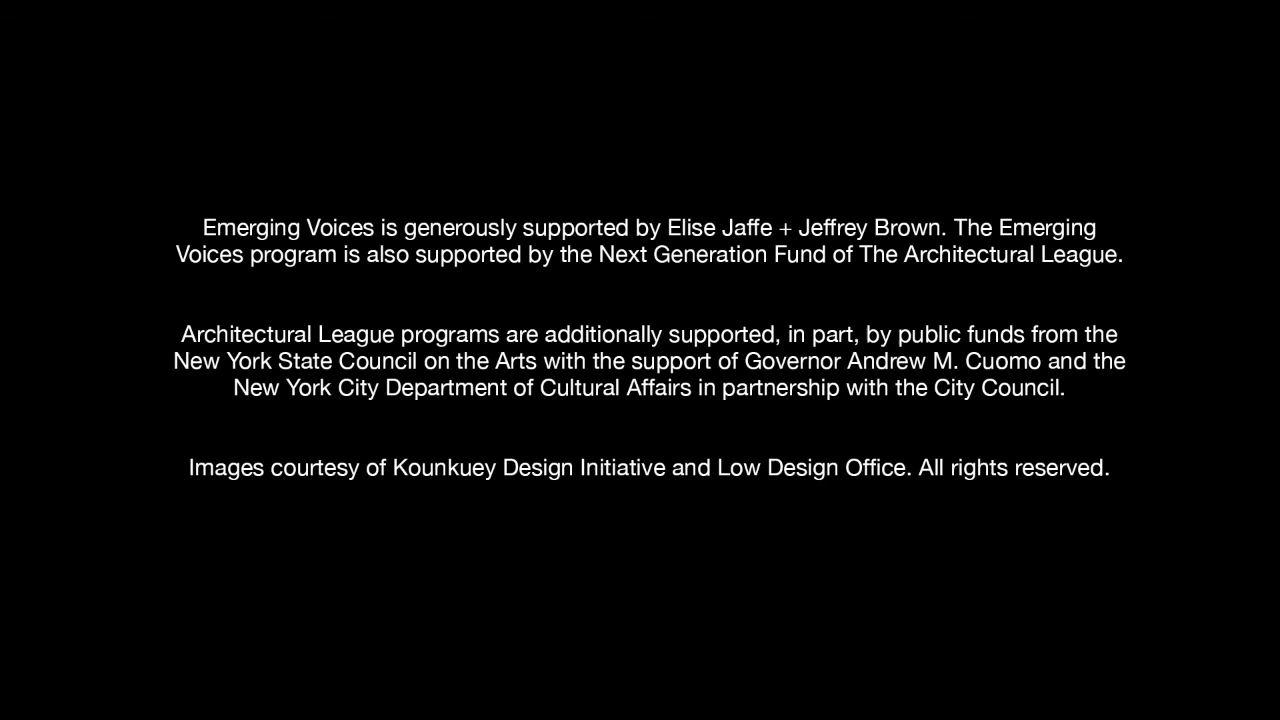 Emerging Voices is generously supported by Elise Jaffe + Jeffrey Brown. The Emerging
Voices program is also supported by the Next Generation Fund of The Architectural League.
Architectural League programs are additionally supported, in part, by public funds from the
New York State Council on the Arts with the support of Governor Andrew M. Cuomo and the
New York City Department of Cultural Affairs in partnership with the City Council.
Images courtesy of Kounkuey Design Initiative and Low Design Office. All rights reserved.